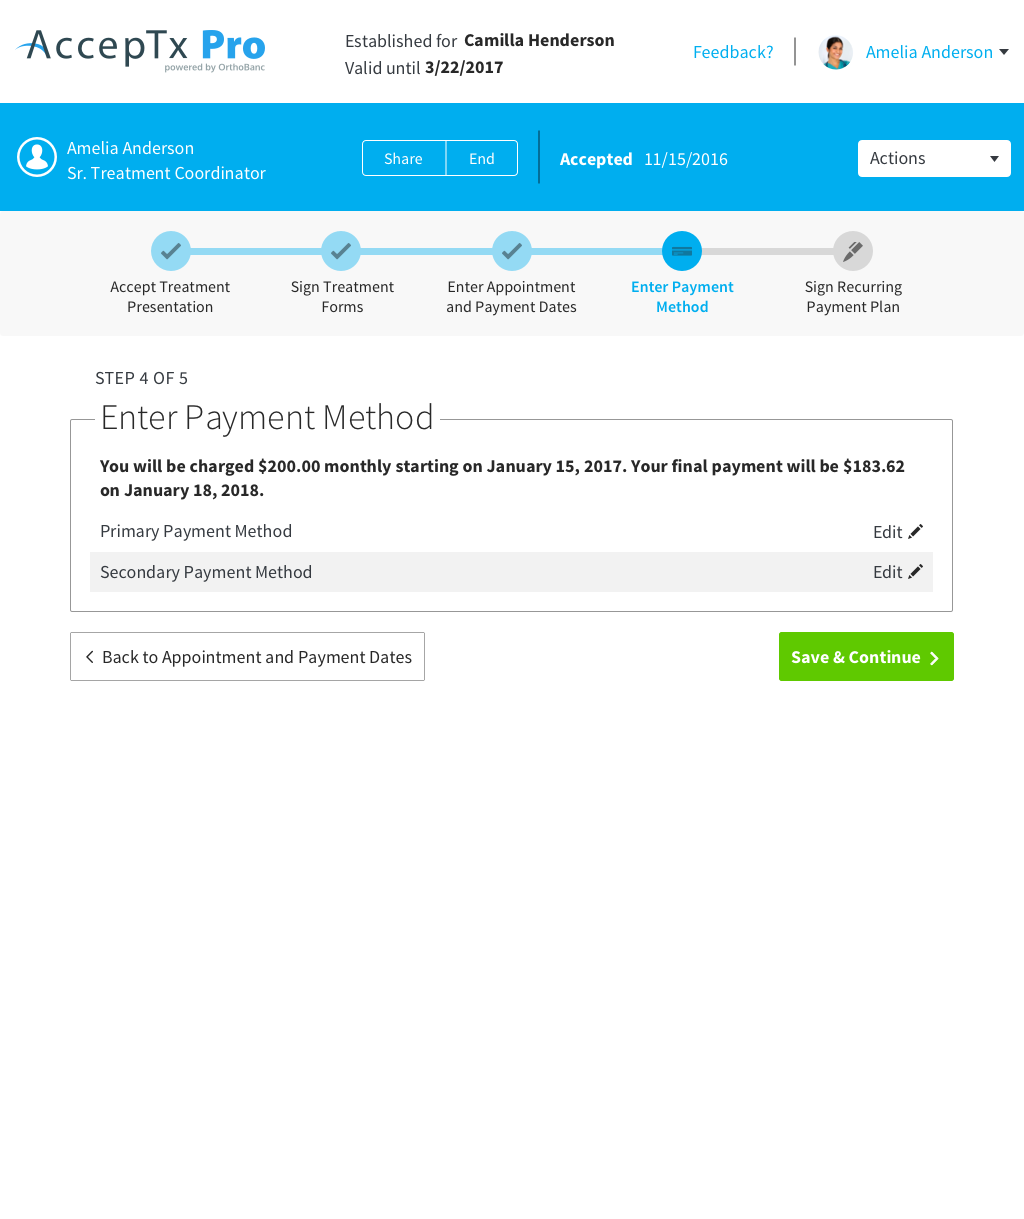 AccepTx Pro
powered by OrthoBanc
Established for Camilla Henderson
Valid until 3/22/2017
Feedback?
Amelia Anderson
Amelia Anderson
Sr. Treatment Coordinator
Share
End
Accepted 11/15/2016
Actions
Accept Treatment
Presentation
Sign Treatment
Forms
Enter Appointment
and Payment Dates
Enter Payment
Method
Sign Recurring
Payment Plan
STEP 4 OF 5
Enter Payment Method
You will be charged $200.00 monthly starting on January 15, 2017. Your final payment will be $183.62
on January 18, 2018.
Primary Payment Method
Edit
Secondary Payment Method
Edit
Back to Appointment and Payment Dates
Save & Continue